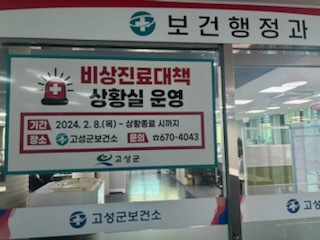 보건행정과
비상진료대책
상황실 운영
기간 2024. 2. 8.(목) ~ 상황종료 시까지
장소 고성군보건소 문의 ☎670-4043
고성군
고성군보건소
고성군보건소